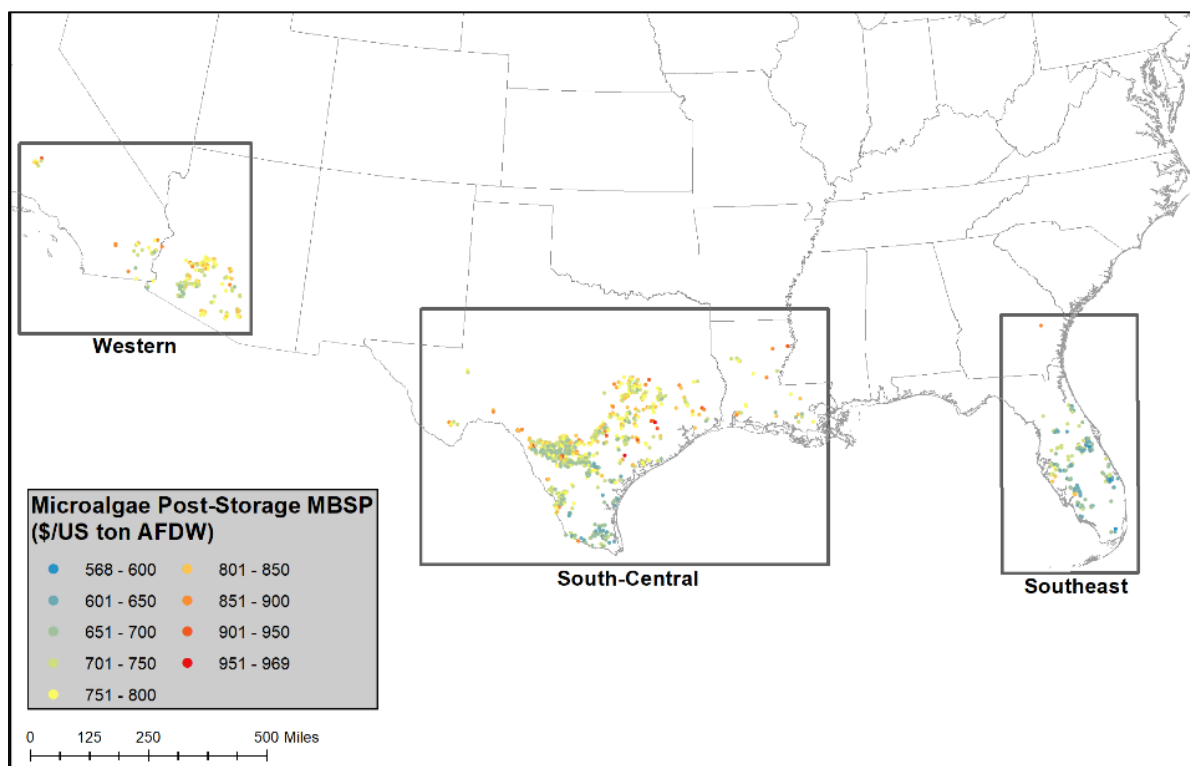 Western
South-Central
Southeast
Microalgae Post-Storage MBSP
($/US ton AFDW)
568 - 600
601 - 650
651 - 700
701 - 750
751 - 800
801 - 850
851 - 900
901 - 950
951 - 969
0 125 250 500 Miles